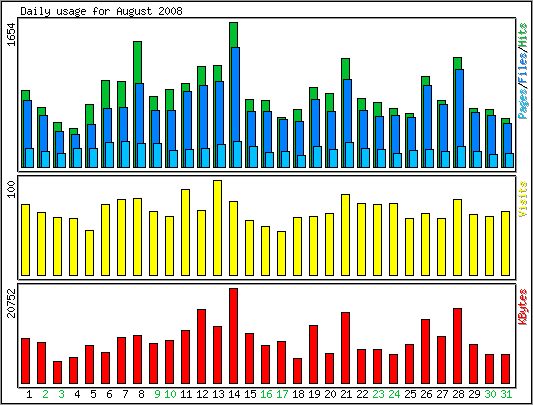 Daily usage for August 2008
1654
Pages/Files/Hits
100
Visits
20752
KBytes
1 2 3 4 5 6 7 8 9 10 11 12 13 14 15 16 17 18 19 20 21 22 23 24 25 26 27 28 29 30 31